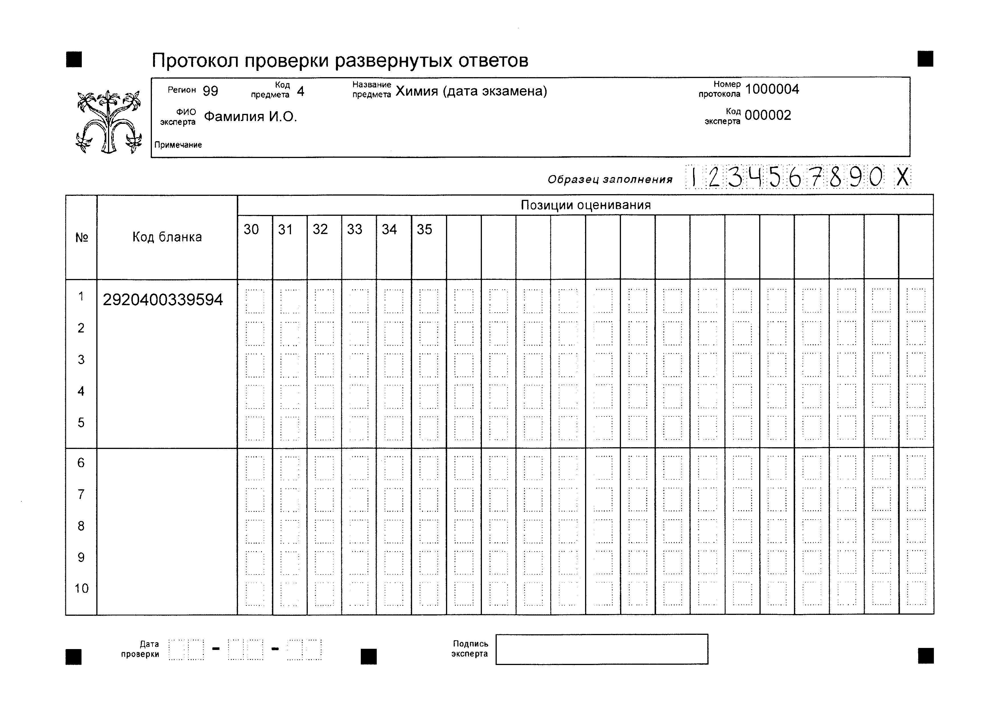 Протокол проверки развернутых ответов
Регион 99 Код предмета 4 Название предмета Химия (дата экзамена) Номер протокола 1000004
ФИО эксперта Фамилия И.О. Код эксперта 000002
Примечание
Образец заполнения 1 2 3 4 5 6 7 8 9 0 X
№ Код бланка Позиции оценивания
30 31 32 33 34 35
1 2920400339594
2
3
4
5
6
7
8
9
10
Дата проверки - -
Подпись эксперта